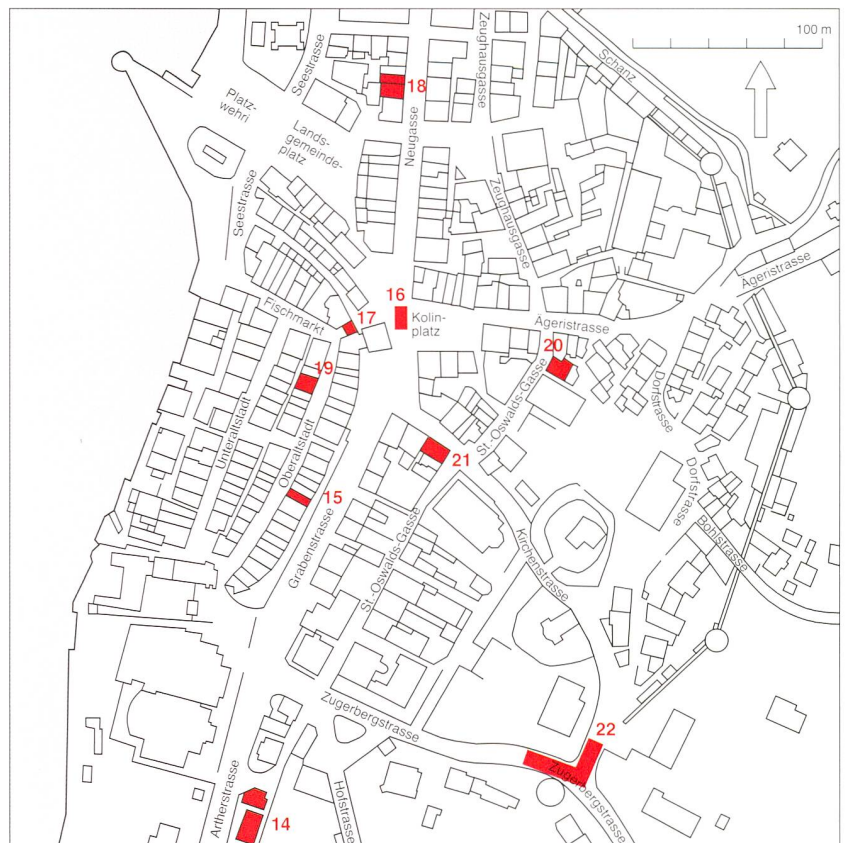 100 m
Seestrasse
Zeughausgasse
Schanz
18
Platz-
wehri
Lands-
gemeinde-
platz
Neugasse
Seestrasse
Zeughausgasse
Ägeristrasse
16
Fischmarkt
17
Kolin-
platz
Ägeristrasse
20
19
St.-Oswalds-Gasse
Dorfstrasse
Unteraltstadt
Oberaltstadt
21
15
Dorfstrasse
Grabenstrasse
Bohlstrasse
St.-Oswalds-Gasse
Kirchenstrasse
Zugerbergstrasse
22
Zugerbergstrasse
Artherstrasse
Hofstrasse
14